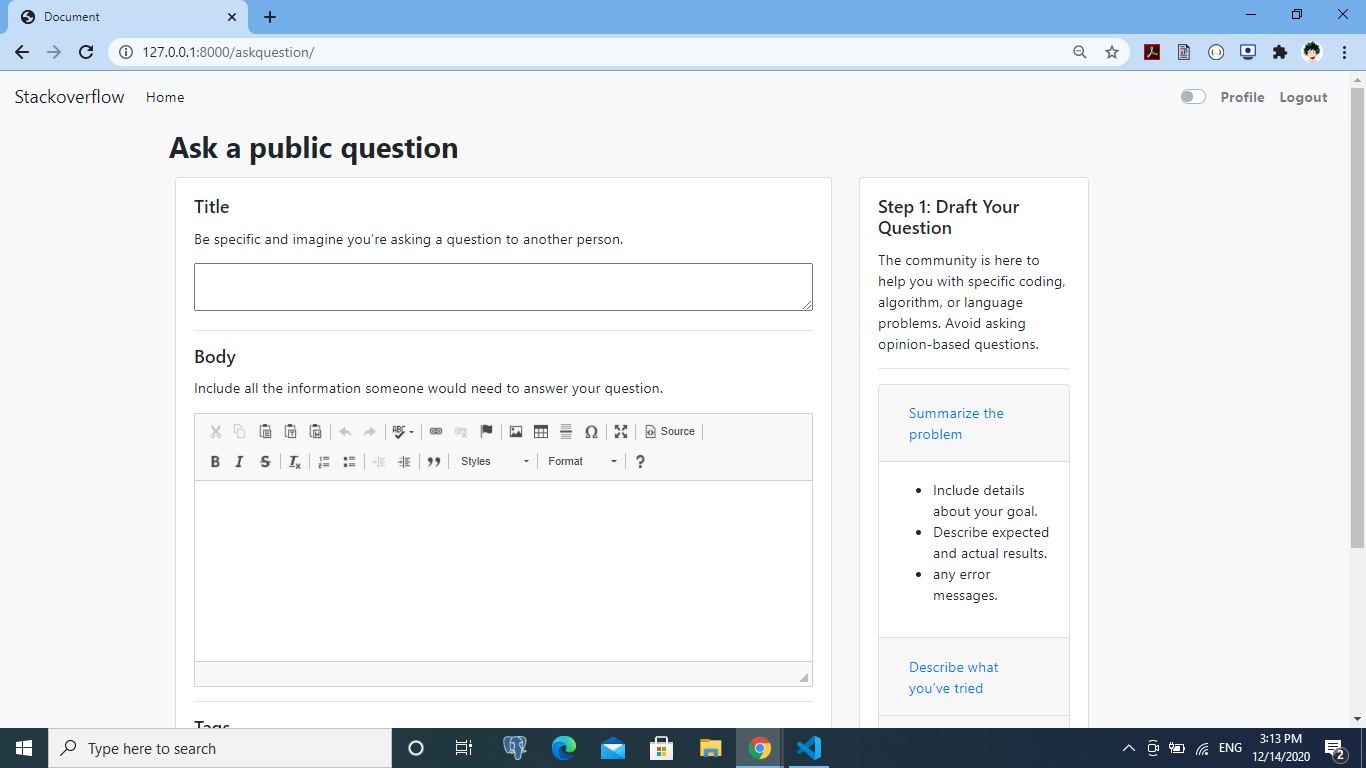 Document
127.0.0.1:8000/askquestion/
Stackoverflow Home Profile Logout
Ask a public question
Title
Be specific and imagine you’re asking a question to another person.
Body
Include all the information someone would need to answer your question.
ABC Source
B I S Tx Styles Format ?
Tags
Step 1: Draft Your
Question
The community is here to
help you with specific coding,
algorithm, or language
problems. Avoid asking
opinion-based questions.
Summarize the
problem
Include details
about your goal.
Describe expected
and actual results.
any error
messages.
Describe what
you’ve tried
Type here to search
ENG
3:13 PM
12/14/2020
2